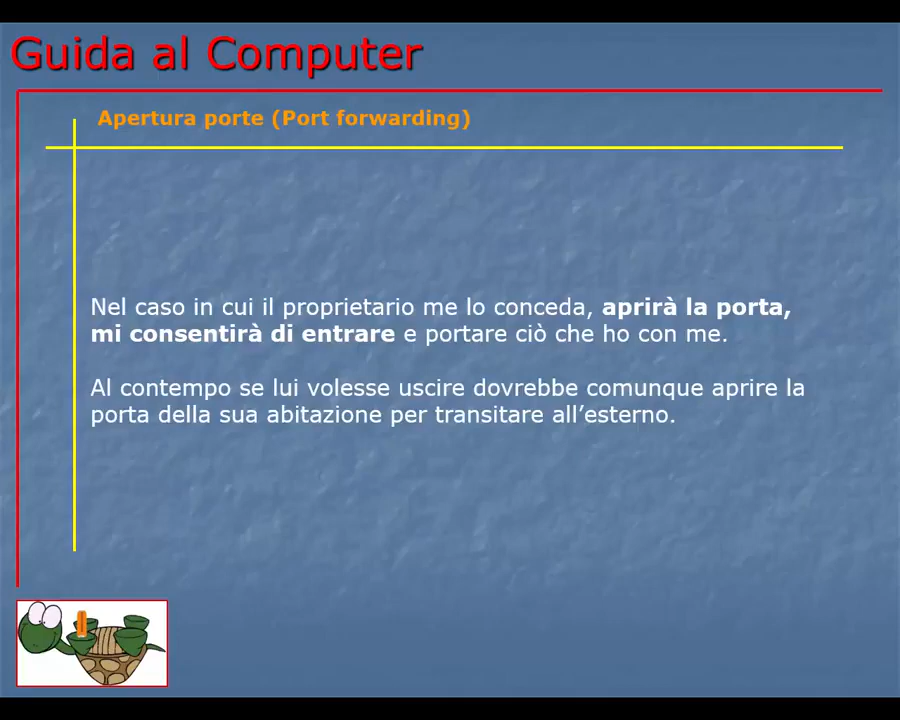 Guida al Computer
Apertura porte (Port forwarding)
Nel caso in cui il proprietario me lo conceda, aprirà la porta,
mi consentirà di entrare e portare ciò che ho con me.
Al contempo se lui volesse uscire dovrebbe comunque aprire la
porta della sua abitazione per transitare all’esterno.